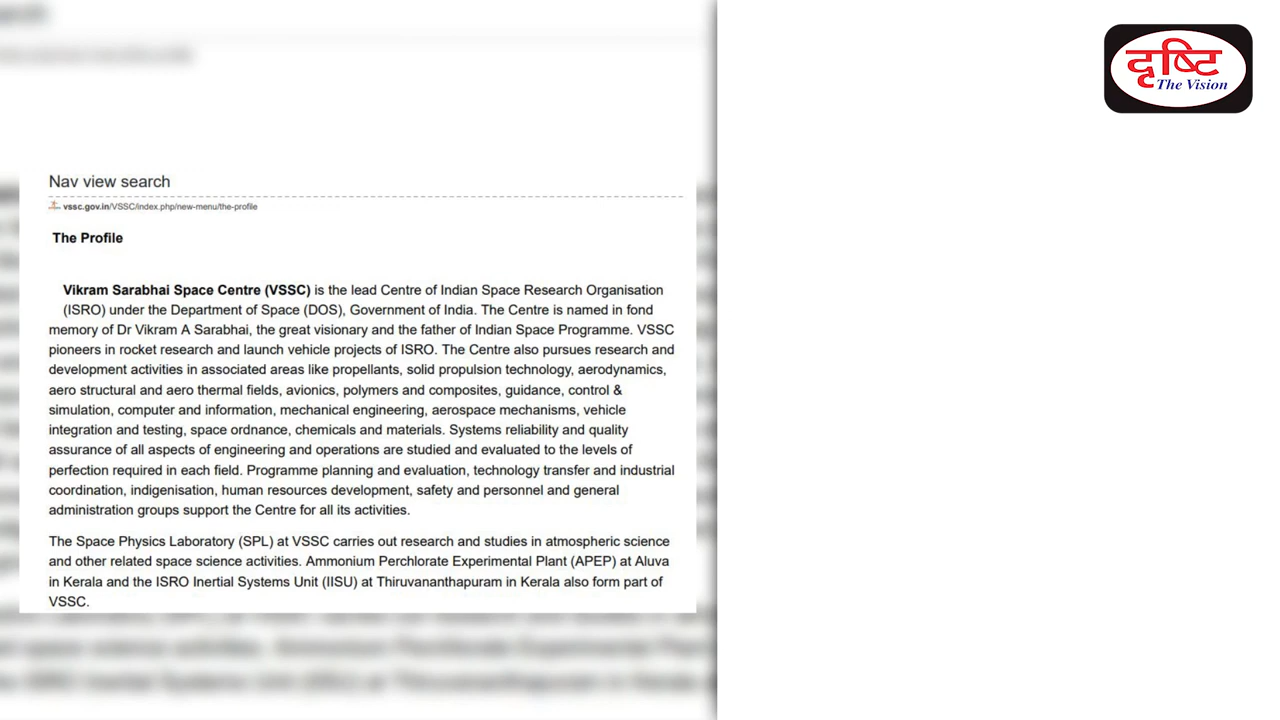 दृष्टि
The Vision
Nav view search
vssc.gov.in/VSSC/index.php/new-menu/the-profile
The Profile
Vikram Sarabhai Space Centre (VSSC) is the lead Centre of Indian Space Research Organisation
(ISRO) under the Department of Space (DOS), Government of India. The Centre is named in fond
memory of Dr Vikram A Sarabhai, the great visionary and the father of Indian Space Programme. VSSC
pioneers in rocket research and launch vehicle projects of ISRO. The Centre also pursues research and
development activities in associated areas like propellants, solid propulsion technology, aerodynamics,
aero structural and aero thermal fields, avionics, polymers and composites, guidance, control &
simulation, computer and information, mechanical engineering, aerospace mechanisms, vehicle
integration and testing, space ordnance, chemicals and materials. Systems reliability and quality
assurance of all aspects of engineering and operations are studied and evaluated to the levels of
perfection required in each field. Programme planning and evaluation, technology transfer and industrial
coordination, indigenisation, human resources development, safety and personnel and general
administration groups support the Centre for all its activities.
The Space Physics Laboratory (SPL) at VSSC carries out research and studies in atmospheric science
and other related space science activities. Ammonium Perchlorate Experimental Plant (APEP) at Aluva
in Kerala and the ISRO Inertial Systems Unit (IISU) at Thiruvananthapuram in Kerala also form part of
VSSC.